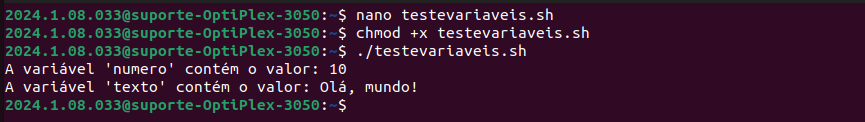 2024.1.08.033@suporte-OptiPlex-3050:~$ nano testevariaveis.sh
2024.1.08.033@suporte-OptiPlex-3050:~$ chmod +x testevariaveis.sh
2024.1.08.033@suporte-OptiPlex-3050:~$ ./testevariaveis.sh
A variável 'numero' contém o valor: 10
A variável 'texto' contém o valor: Olá, mundo!
2024.1.08.033@suporte-OptiPlex-3050:~$